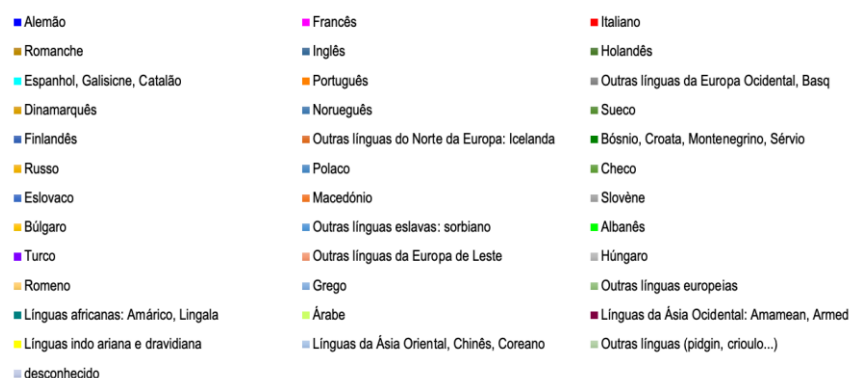 Alemão Francês Italiano
Romanche Inglês Holandês
Espanhol, Galisicne, Catalão Português Outras línguas da Europa Ocidental, Basq
Dinamarquês Norueguês Sueco
Finlandês Outras línguas do Norte da Europa: Icelanda Bósnio, Croata, Montenegrino, Sérvio
Russo Polaco Checo
Eslovaco Macedónio Slovène
Búlgaro Outras línguas eslavas: sorbiano Albanês
Turco Outras línguas da Europa de Leste Húngaro
Romeno Grego Outras línguas europeias
Línguas africanas: Amárico, Lingala Árabe Línguas da Ásia Ocidental: Amamean, Armed
Línguas indo ariana e dravidiana Línguas da Ásia Oriental, Chinês, Coreano Outras línguas (pidgin, crioulo...)
desconhecido